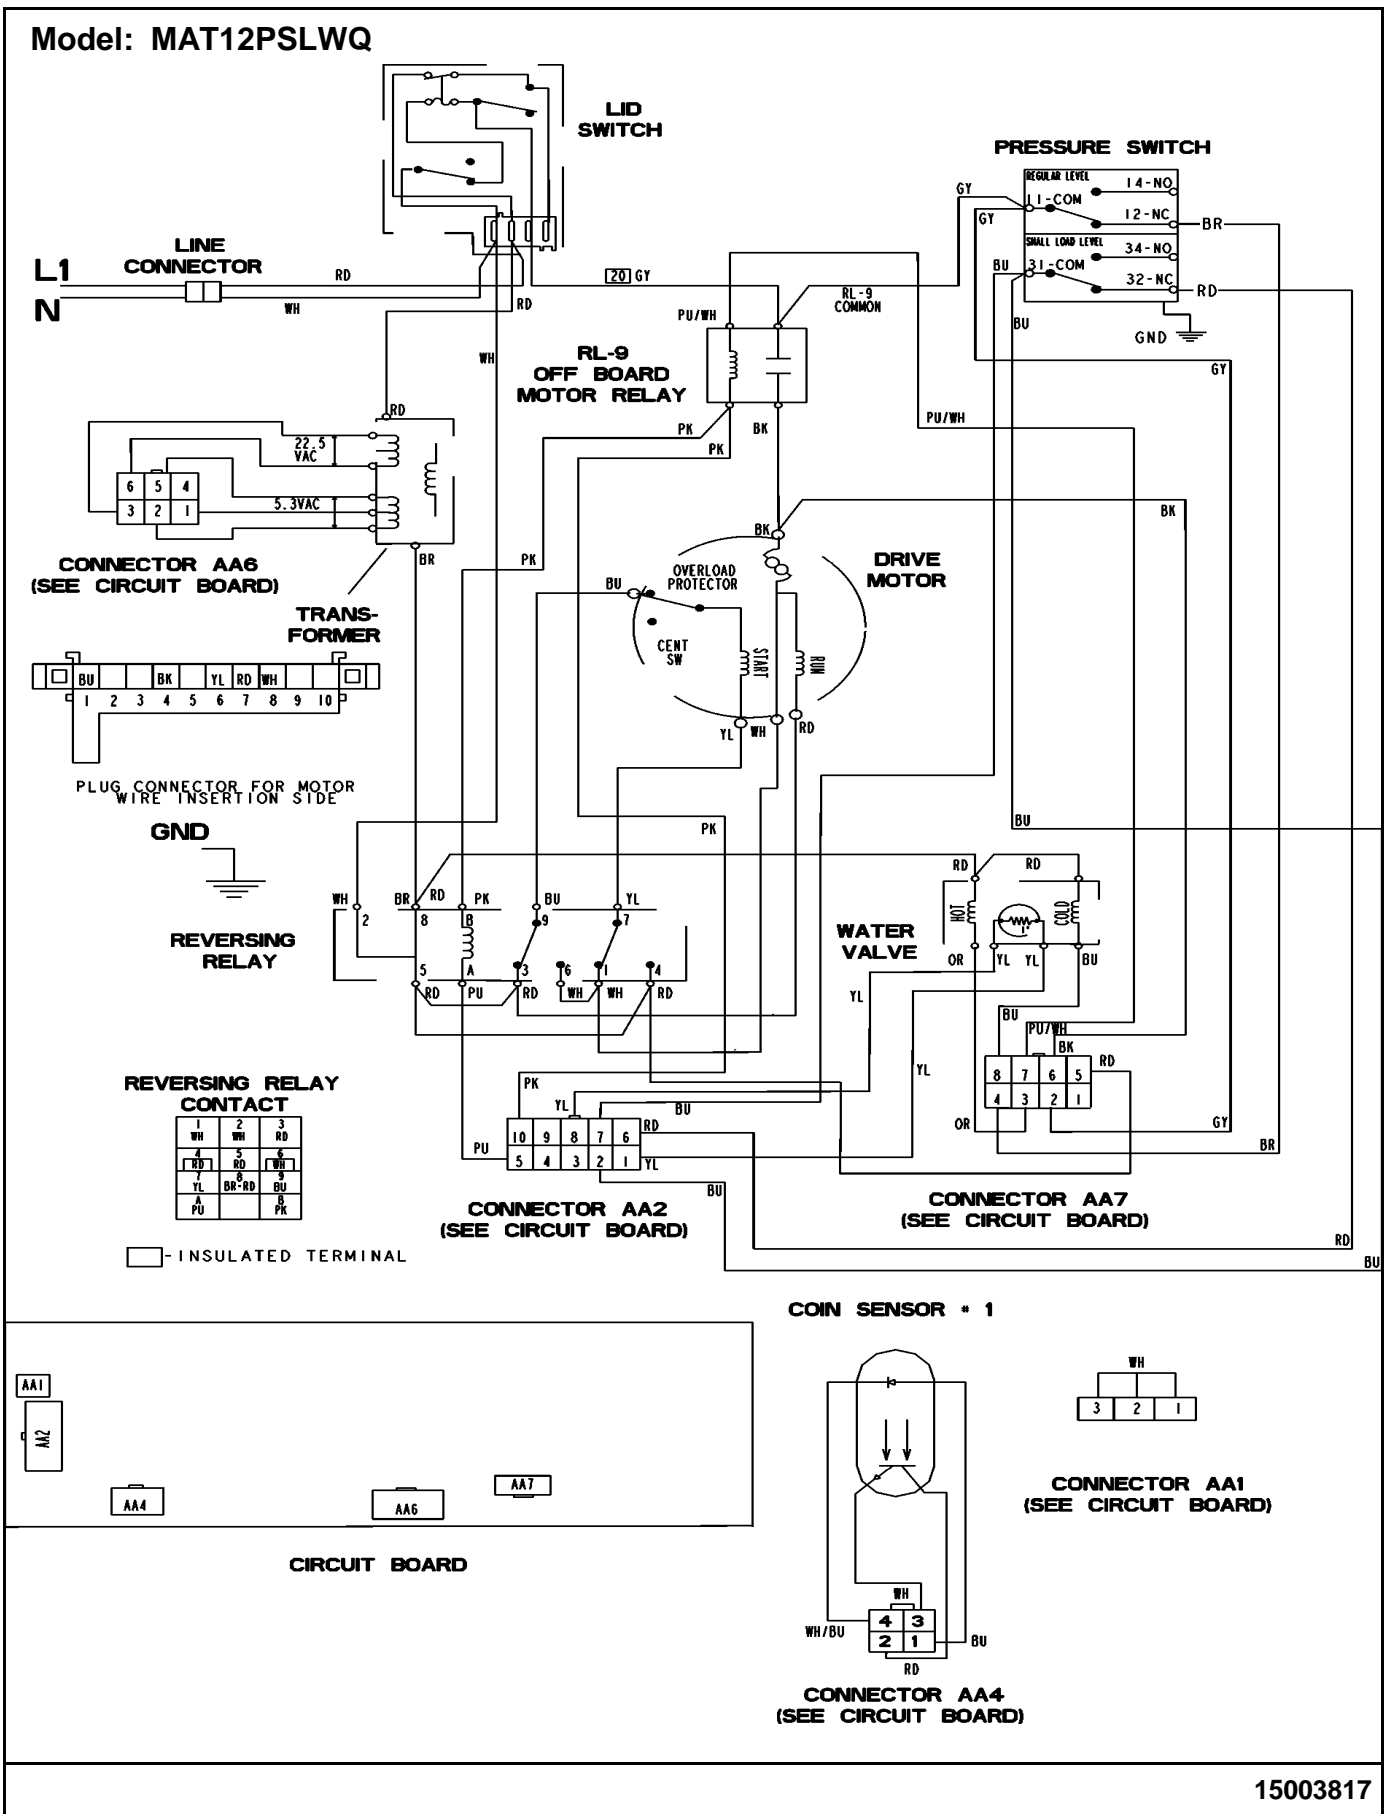 Model: MAT12PSLWQ
LID
SWITCH
PRESSURE SWITCH
REGULAR LEVEL
14-NO
11-COM
12-NC
SMALL LOAD LEVEL
34-NO
31-COM
32-NC
GY
GY
BU
BR
RD
BU
GND
GY
LINE
CONNECTOR
L1
N
RD
WH
RD
WH
20 GY
RL-9
COMMON
PU/WH
RL-9
OFF BOARD
MOTOR RELAY
PK
PK
BK
PU/WH
RD
22.5
VAC
5.3VAC
6 5 4
3 2 1
CONNECTOR AA6
(SEE CIRCUIT BOARD)
BR
TRANS-
FORMER
PK
BK
BK
DRIVE
MOTOR
BU
OVERLOAD
PROTECTOR
CENT
SW
START
RUN
YL
WH
RD
BU BK YL RD WH
1 2 3 4 5 6 7 8 9 10
PLUG CONNECTOR FOR MOTOR
WIRE INSERTION SIDE
GND
PK
BU
WH
BR
RD
PK
BU
YL
2
8
B
9
7
REVERSING
RELAY
5
A
3
6
1
4
RD
PU
RD
WH
WH
RD
WATER
VALVE
RD
RD
HOT
1°
COLD
OR
YL
YL
BU
YL
YL
BU
PU/WH
BK
RD
8 7 6 5
4 3 2 1
OR
GY
BR
CONNECTOR AA7
(SEE CIRCUIT BOARD)
REVERSING RELAY
CONTACT
1 2 3
WH WH RD
4 5 6
RD RD WH
7 8 9
YL BR-RD BU
A B
PU PK
- INSULATED TERMINAL
PK
YL
BU
RD
PU
10 9 8 7 6
5 4 3 2 1
YL
BU
CONNECTOR AA2
(SEE CIRCUIT BOARD)
RD
BU
AA1
AA2
AA4
AA6
AA7
CIRCUIT BOARD
COIN SENSOR * 1
WH
4 3
2 1
WH/BU
BU
RD
CONNECTOR AA4
(SEE CIRCUIT BOARD)
WH
3 2 1
CONNECTOR AA1
(SEE CIRCUIT BOARD)
15003817